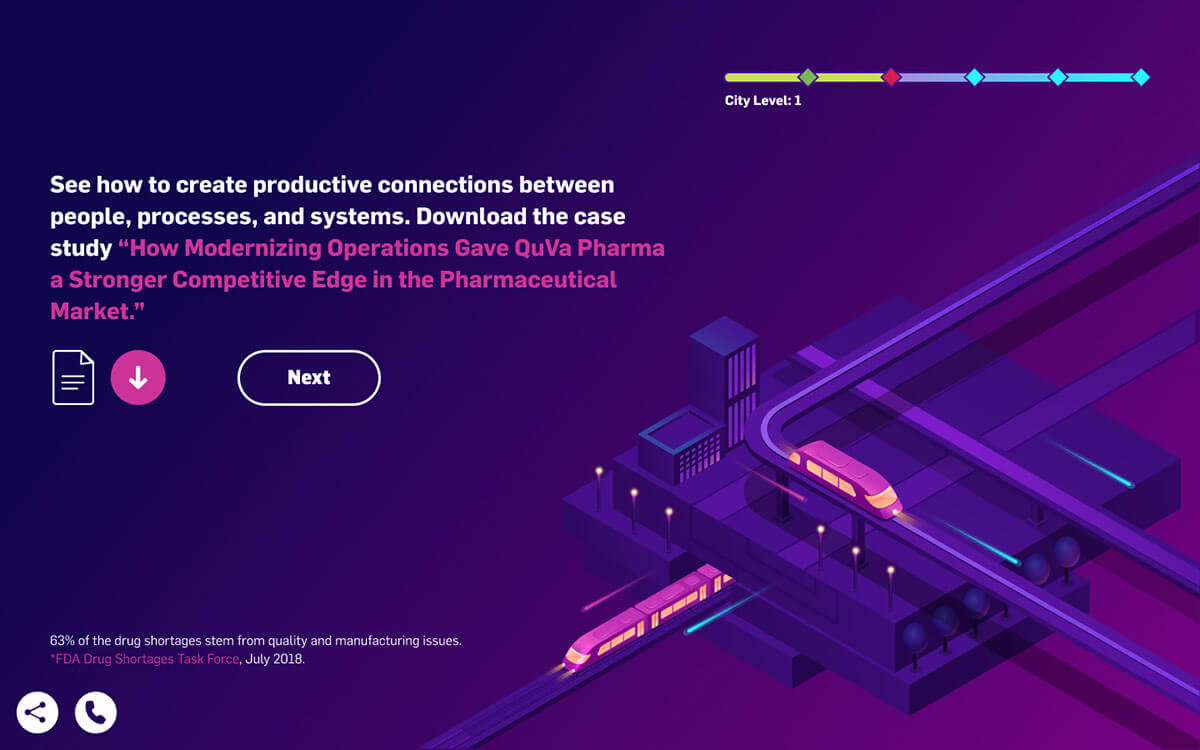 City Level: 1
See how to create productive connections between
people, processes, and systems. Download the case
study “How Modernizing Operations Gave QuVa Pharma
a Stronger Competitive Edge in the Pharmaceutical
Market.”
Next
63% of the drug shortages stem from quality and manufacturing issues.
*FDA Drug Shortages Task Force, July 2018.